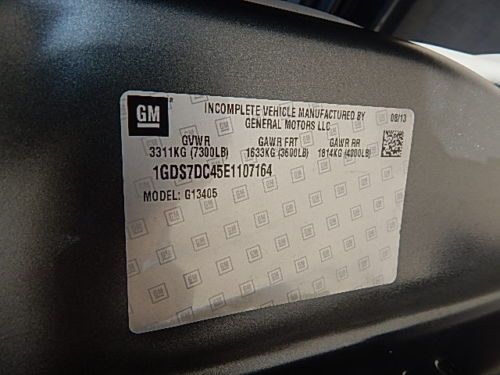 GM ®
INCOMPLETE VEHICLE MANUFACTURED BY
GENERAL MOTORS LLC
08/13
GVWR GAWR FRT GAWR RR
3311KG (7300LB) 1633KG (3600LB) 1814KG (4000LB)
1GDS7DC45E1107164
MODEL: G13405